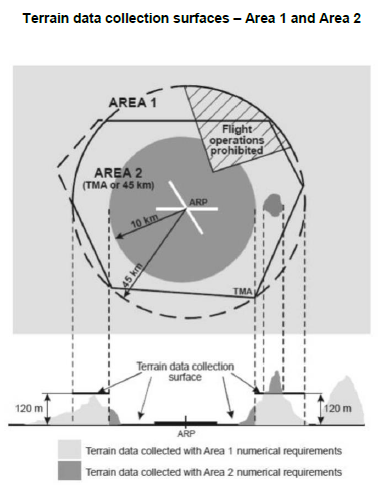 Terrain data collection surfaces – Area 1 and Area 2
AREA 1
Flight
operations
prohibited
AREA 2
(TMA or 45 km)
ARP
10 km
45 km
TMA
Terrain data collection
surface
120 m
120 m
ARP
Terrain data collected with Area 1 numerical requirements
Terrain data collected with Area 2 numerical requirements